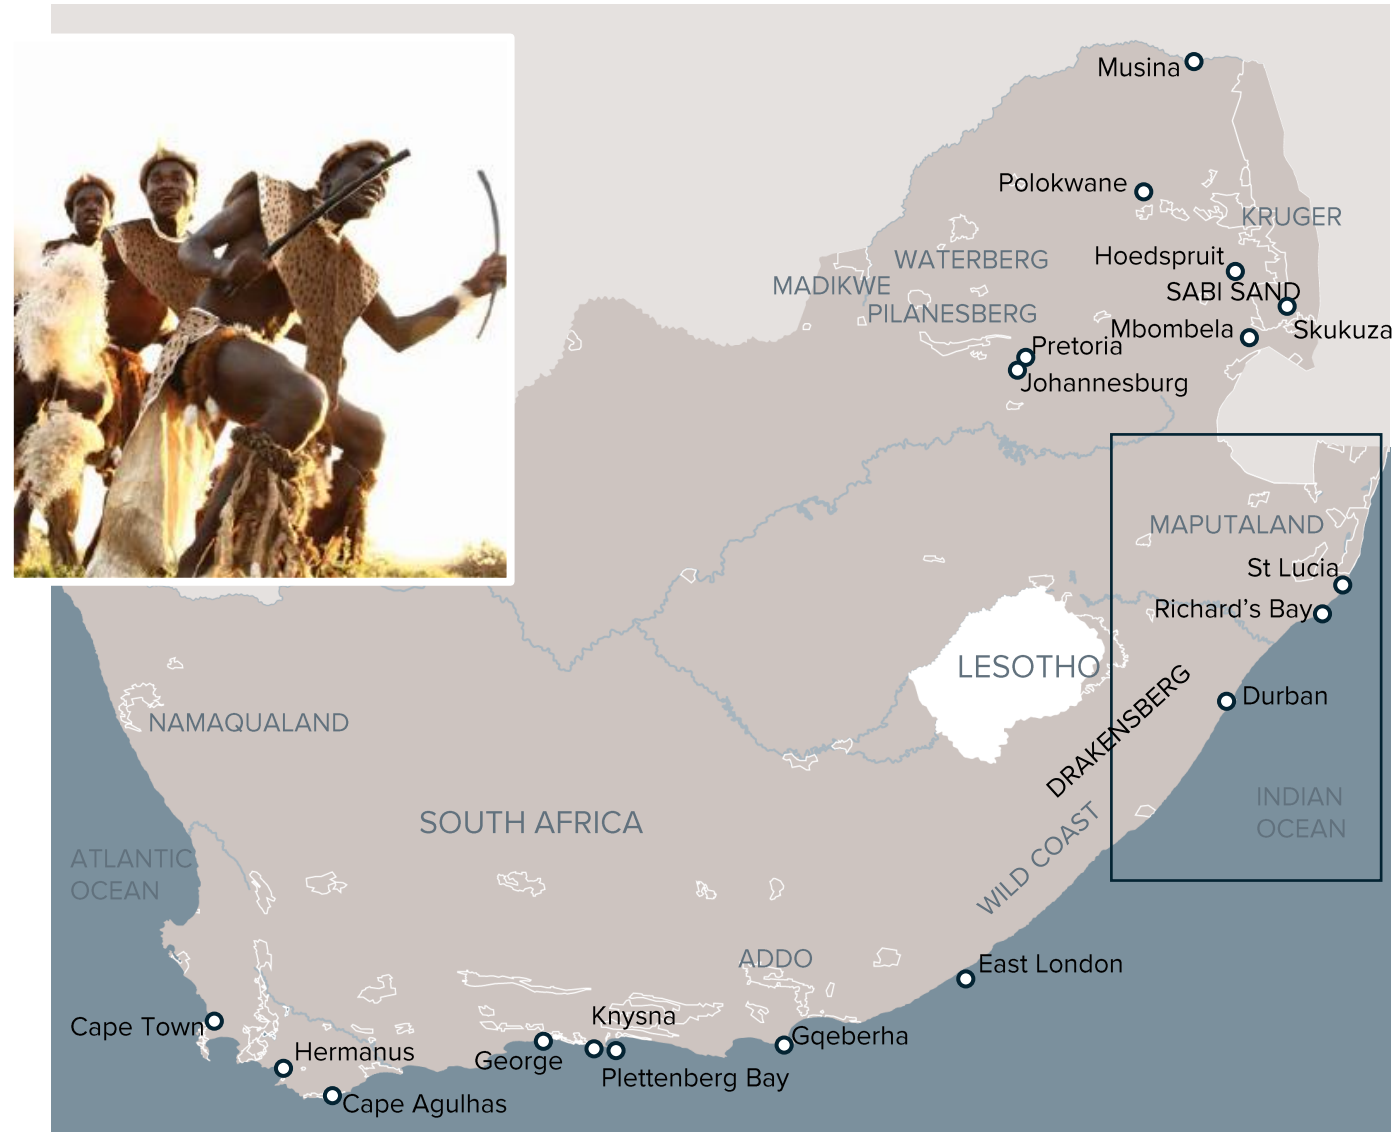 Musina
Polokwane
KRUGER
WATERBERG
Hoedspruit
MADIKWE
SABI SAND
PILANESBERG
Mbombela
Skukuza
Pretoria
Johannesburg
MAPUTALAND
St Lucia
Richard’s Bay
LESOTHO
DRAKENSBERG
Durban
NAMAQUALAND
INDIAN
OCEAN
SOUTH AFRICA
WILD COAST
ATLANTIC
OCEAN
ADDO
East London
Knysna
Cape Town
Gqeberha
Hermanus
George
Plettenberg Bay
Cape Agulhas